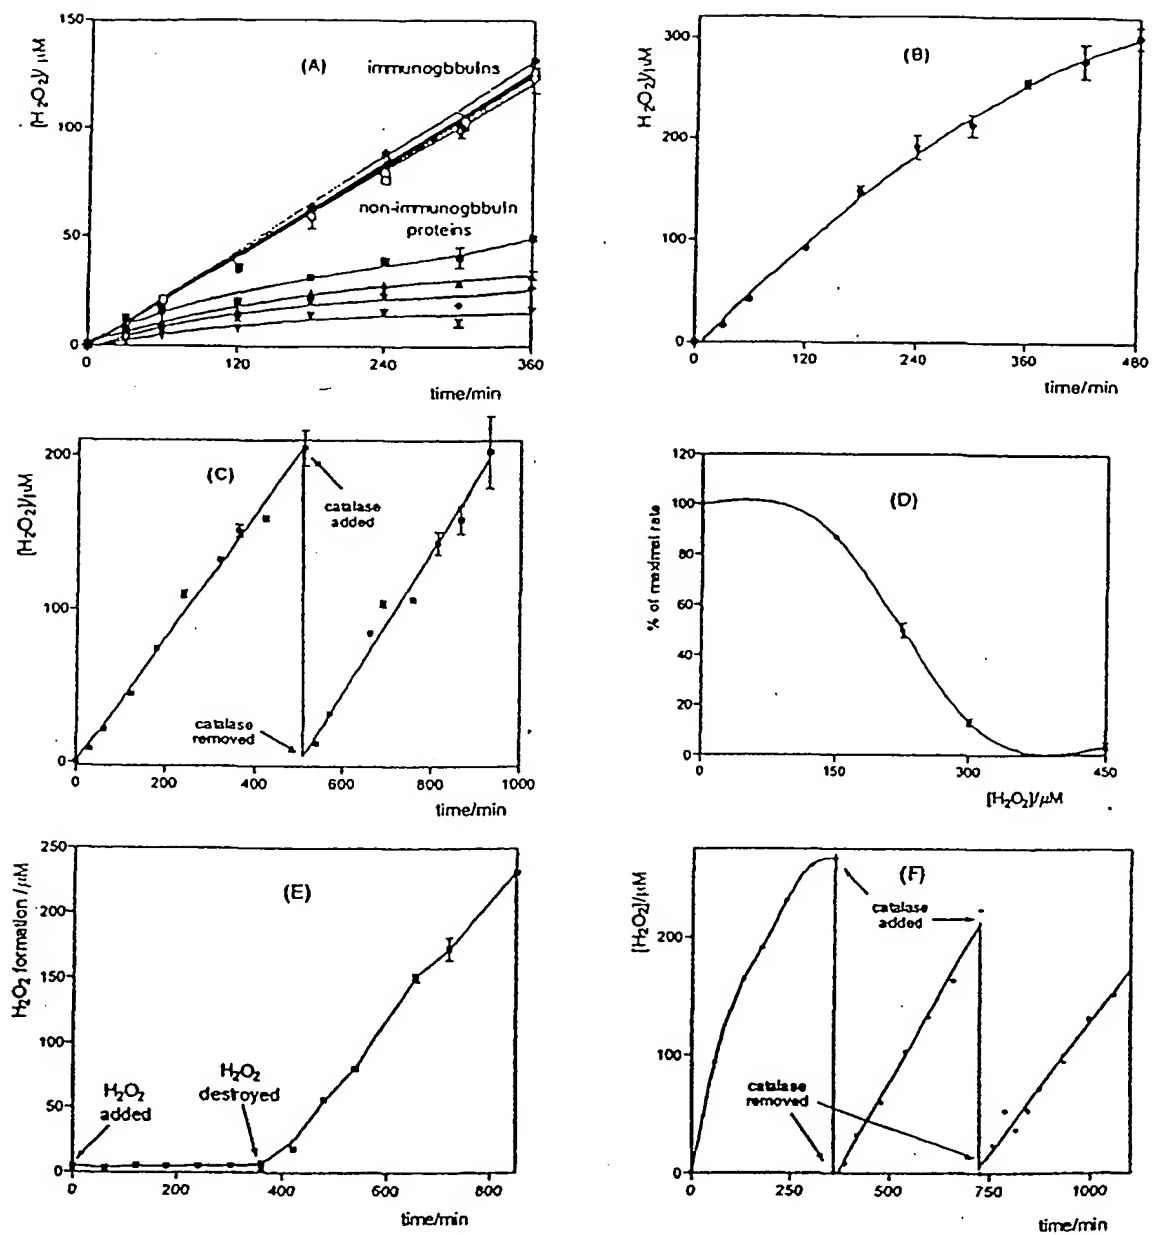 150
100
50
0
[H₂O₂]/ μM
(A) immunogbbulns
non-immunogbbuln
proteins
0 120 240 360
time/min
300
200
100
0
H₂O₂]/μM
(B)
0 120 240 360 480
time/min
200
100
0
[H₂O₂]/μM
(C)
catalase
added
catalase
removed
0 200 400 600 800 1000
time/min
120
100
80
60
40
20
0
% of maximal rate
(D)
0 150 300 450
[H₂O₂]/μM
250
200
150
100
50
0
H₂O₂ formation /μM
(E)
H₂O₂
added
H₂O₂
destroyed
0 200 400 600 800
time/min
200
100
0
[H₂O₂]/μM
(F)
catalase
added
catalase
removed
0 250 500 750 1000
time/min